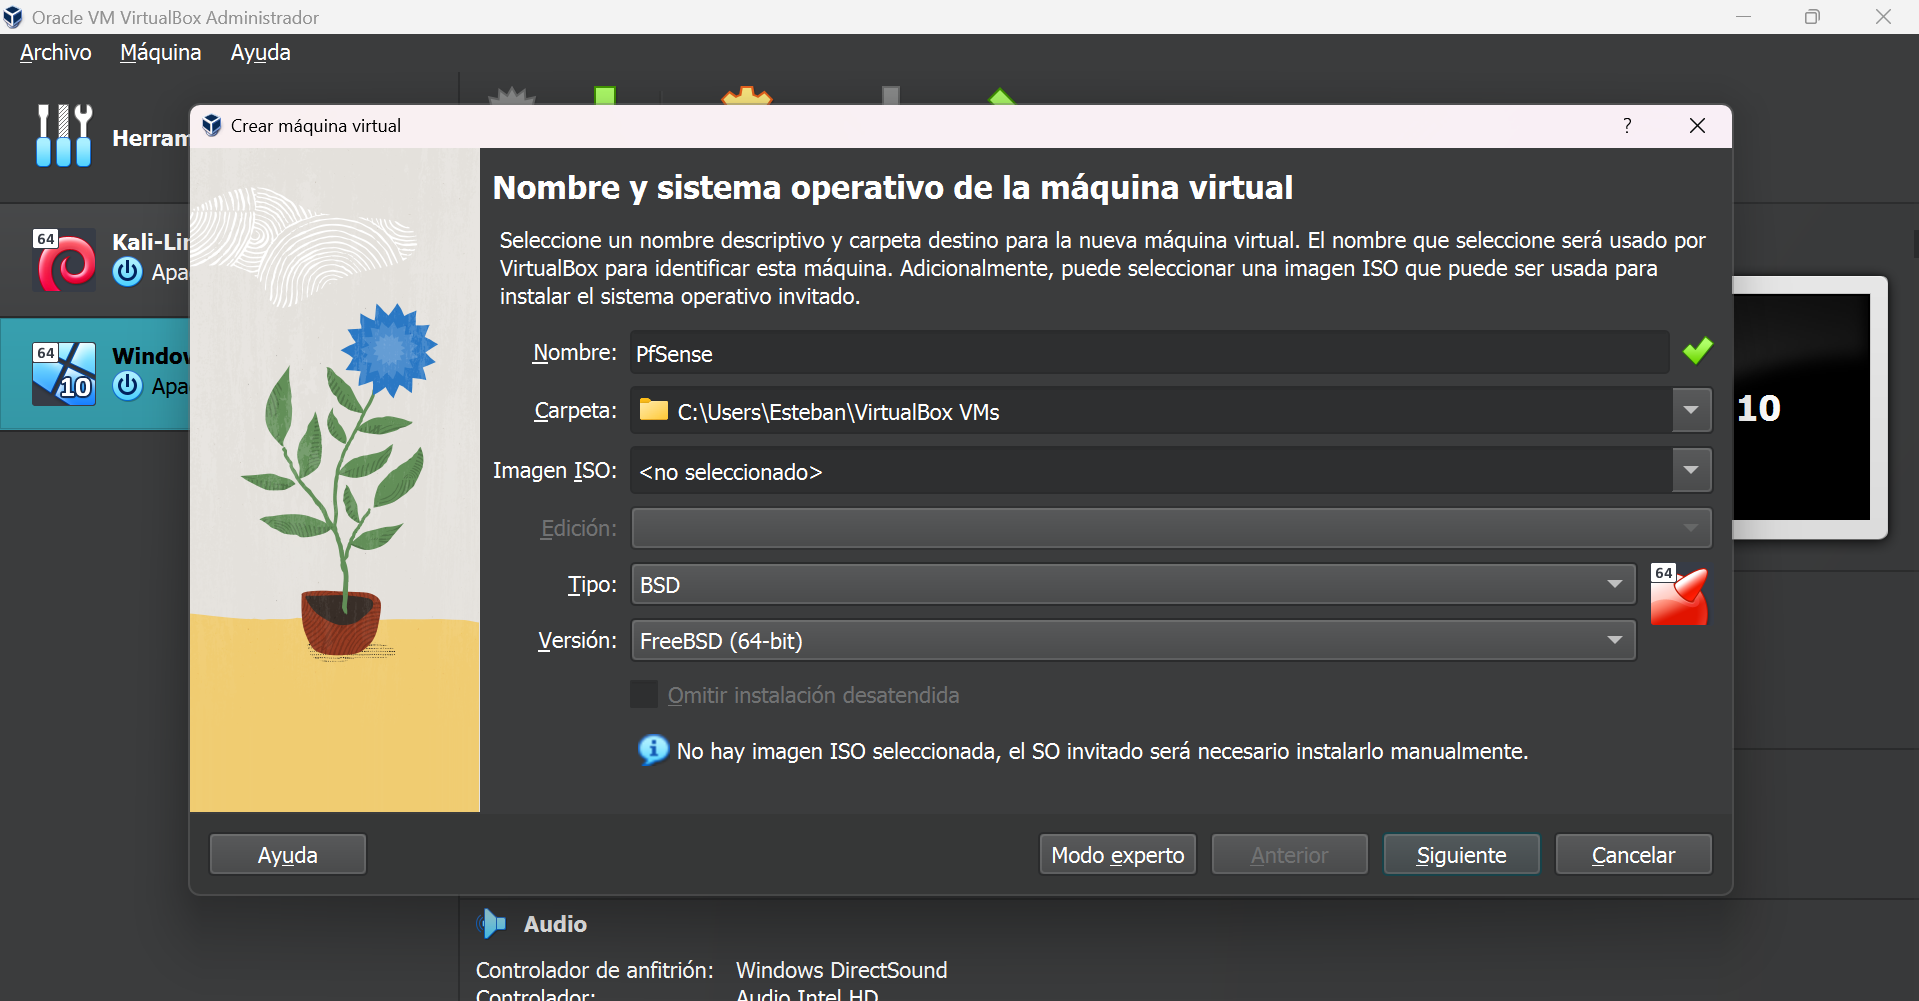 Oracle VM VirtualBox Administrador
Archivo Máquina Ayuda
Crear máquina virtual
?
Nombre y sistema operativo de la máquina virtual
Seleccione un nombre descriptivo y carpeta destino para la nueva máquina virtual. El nombre que seleccione será usado por
VirtualBox para identificar esta máquina. Adicionalmente, puede seleccionar una imagen ISO que puede ser usada para
instalar el sistema operativo invitado.
Nombre: PfSense
Carpeta: C:\Users\Esteban\VirtualBox VMs
Imagen ISO: <no seleccionado>
Edición:
Tipo: BSD
64
Versión: FreeBSD (64-bit)
Omitir instalación desatendida
No hay imagen ISO seleccionada, el SO invitado será necesario instalarlo manualmente.
Ayuda Modo experto Anterior Siguiente Cancelar
Herram
64
Kali-Lin
Apa
64
10
Window
Apa
10
Audio
Controlador de anfitrión: Windows DirectSound
Controlador: Audio Intel HD